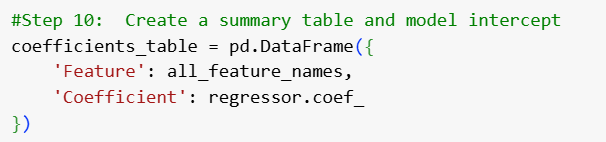 #Step 10:  Create a summary table and model intercept
coefficients_table = pd.DataFrame({
    'Feature': all_feature_names,
    'Coefficient': regressor.coef_
})